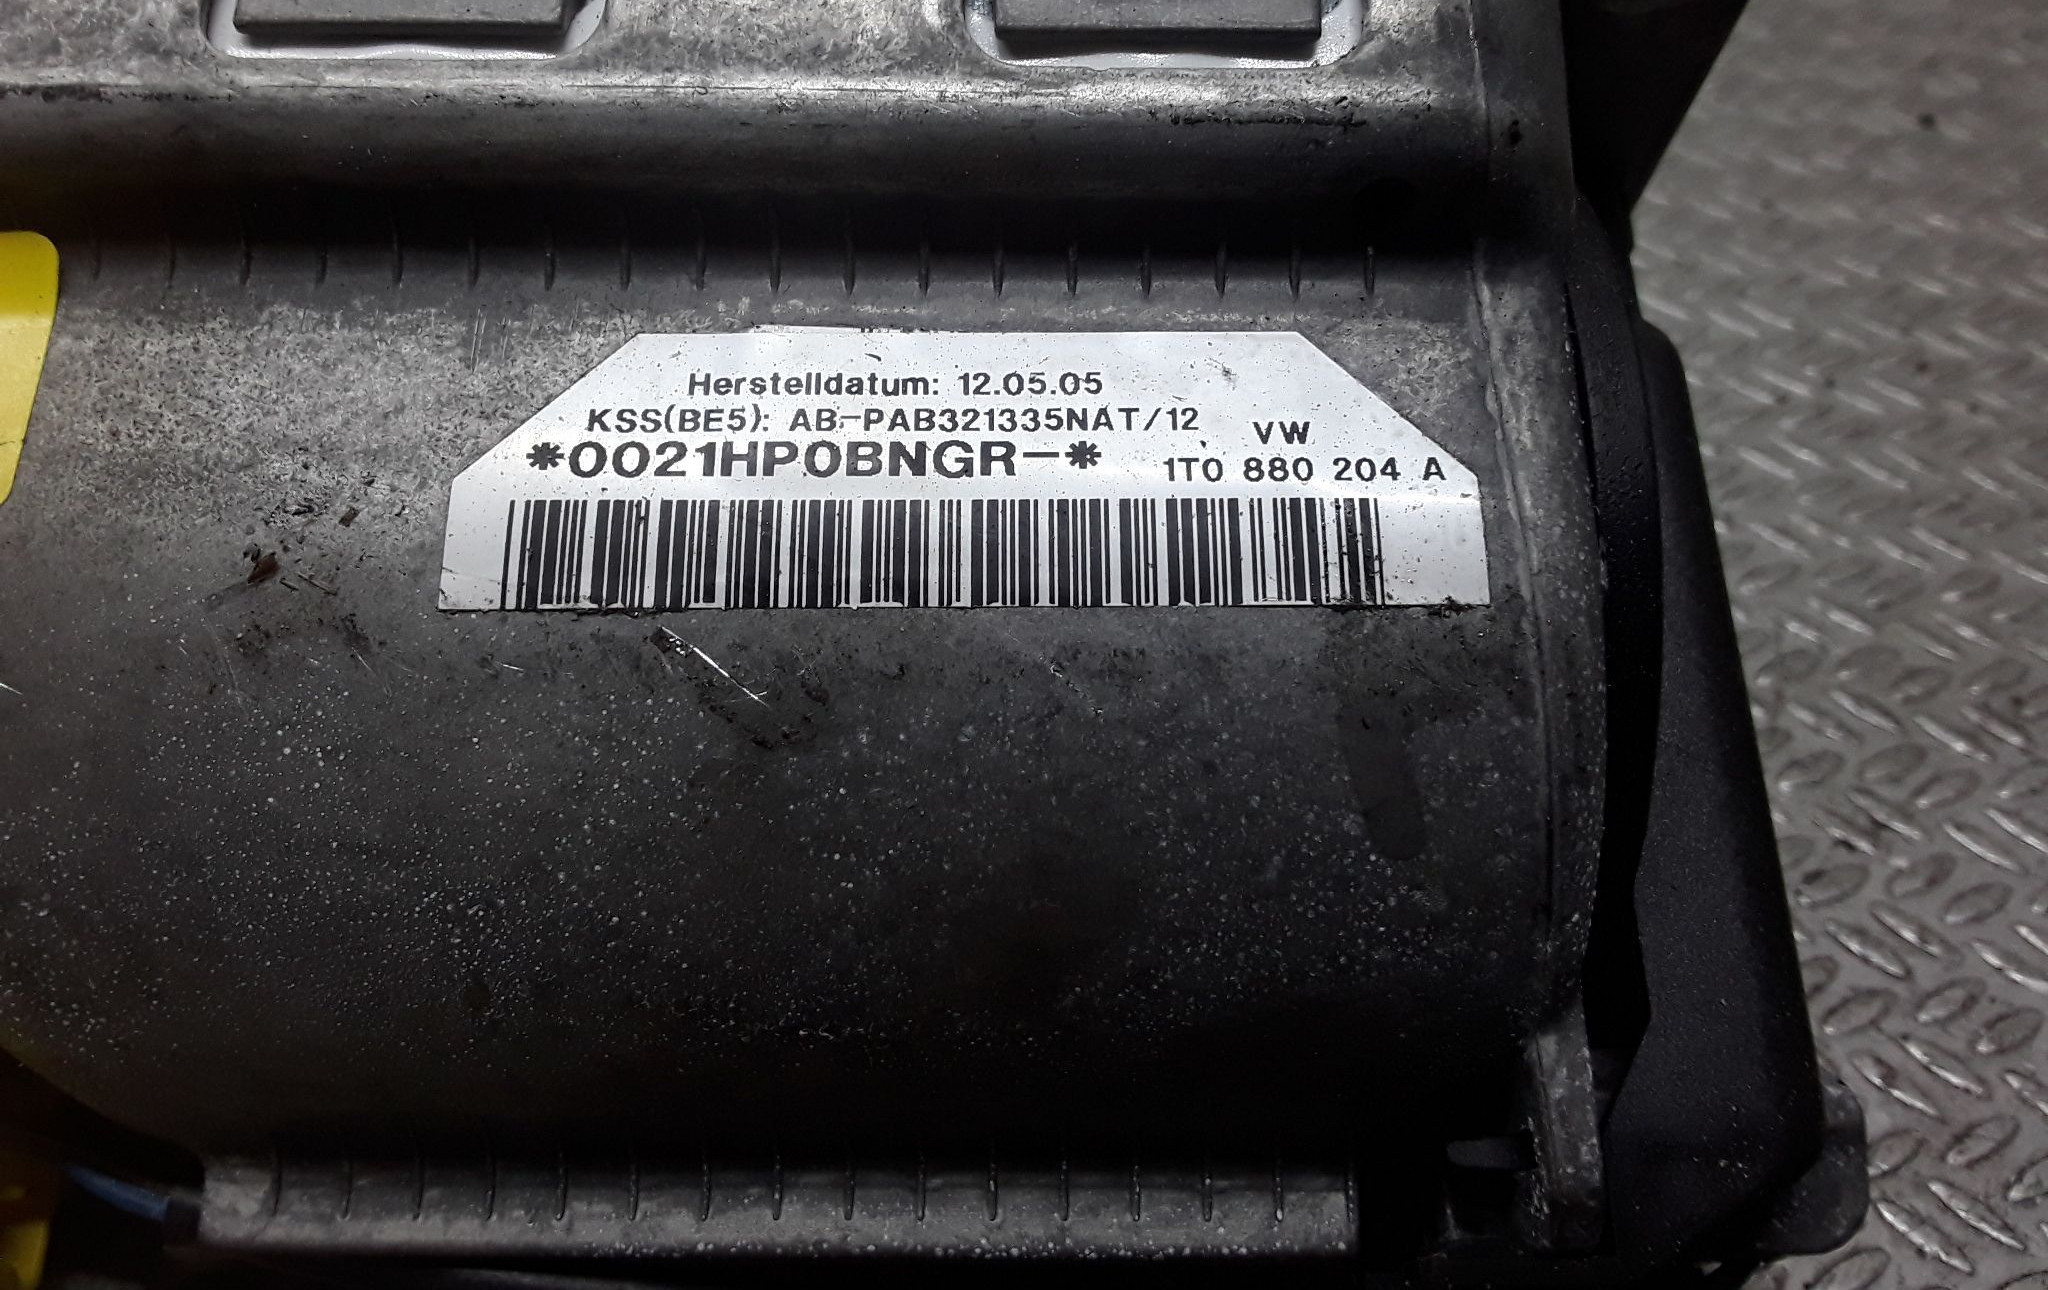 Herstelldatum: 12.05.05
KSS(BE5): AB-PAB321335NAT/12
VW
*0021HP0BNGR-*
1T0 880 204 A